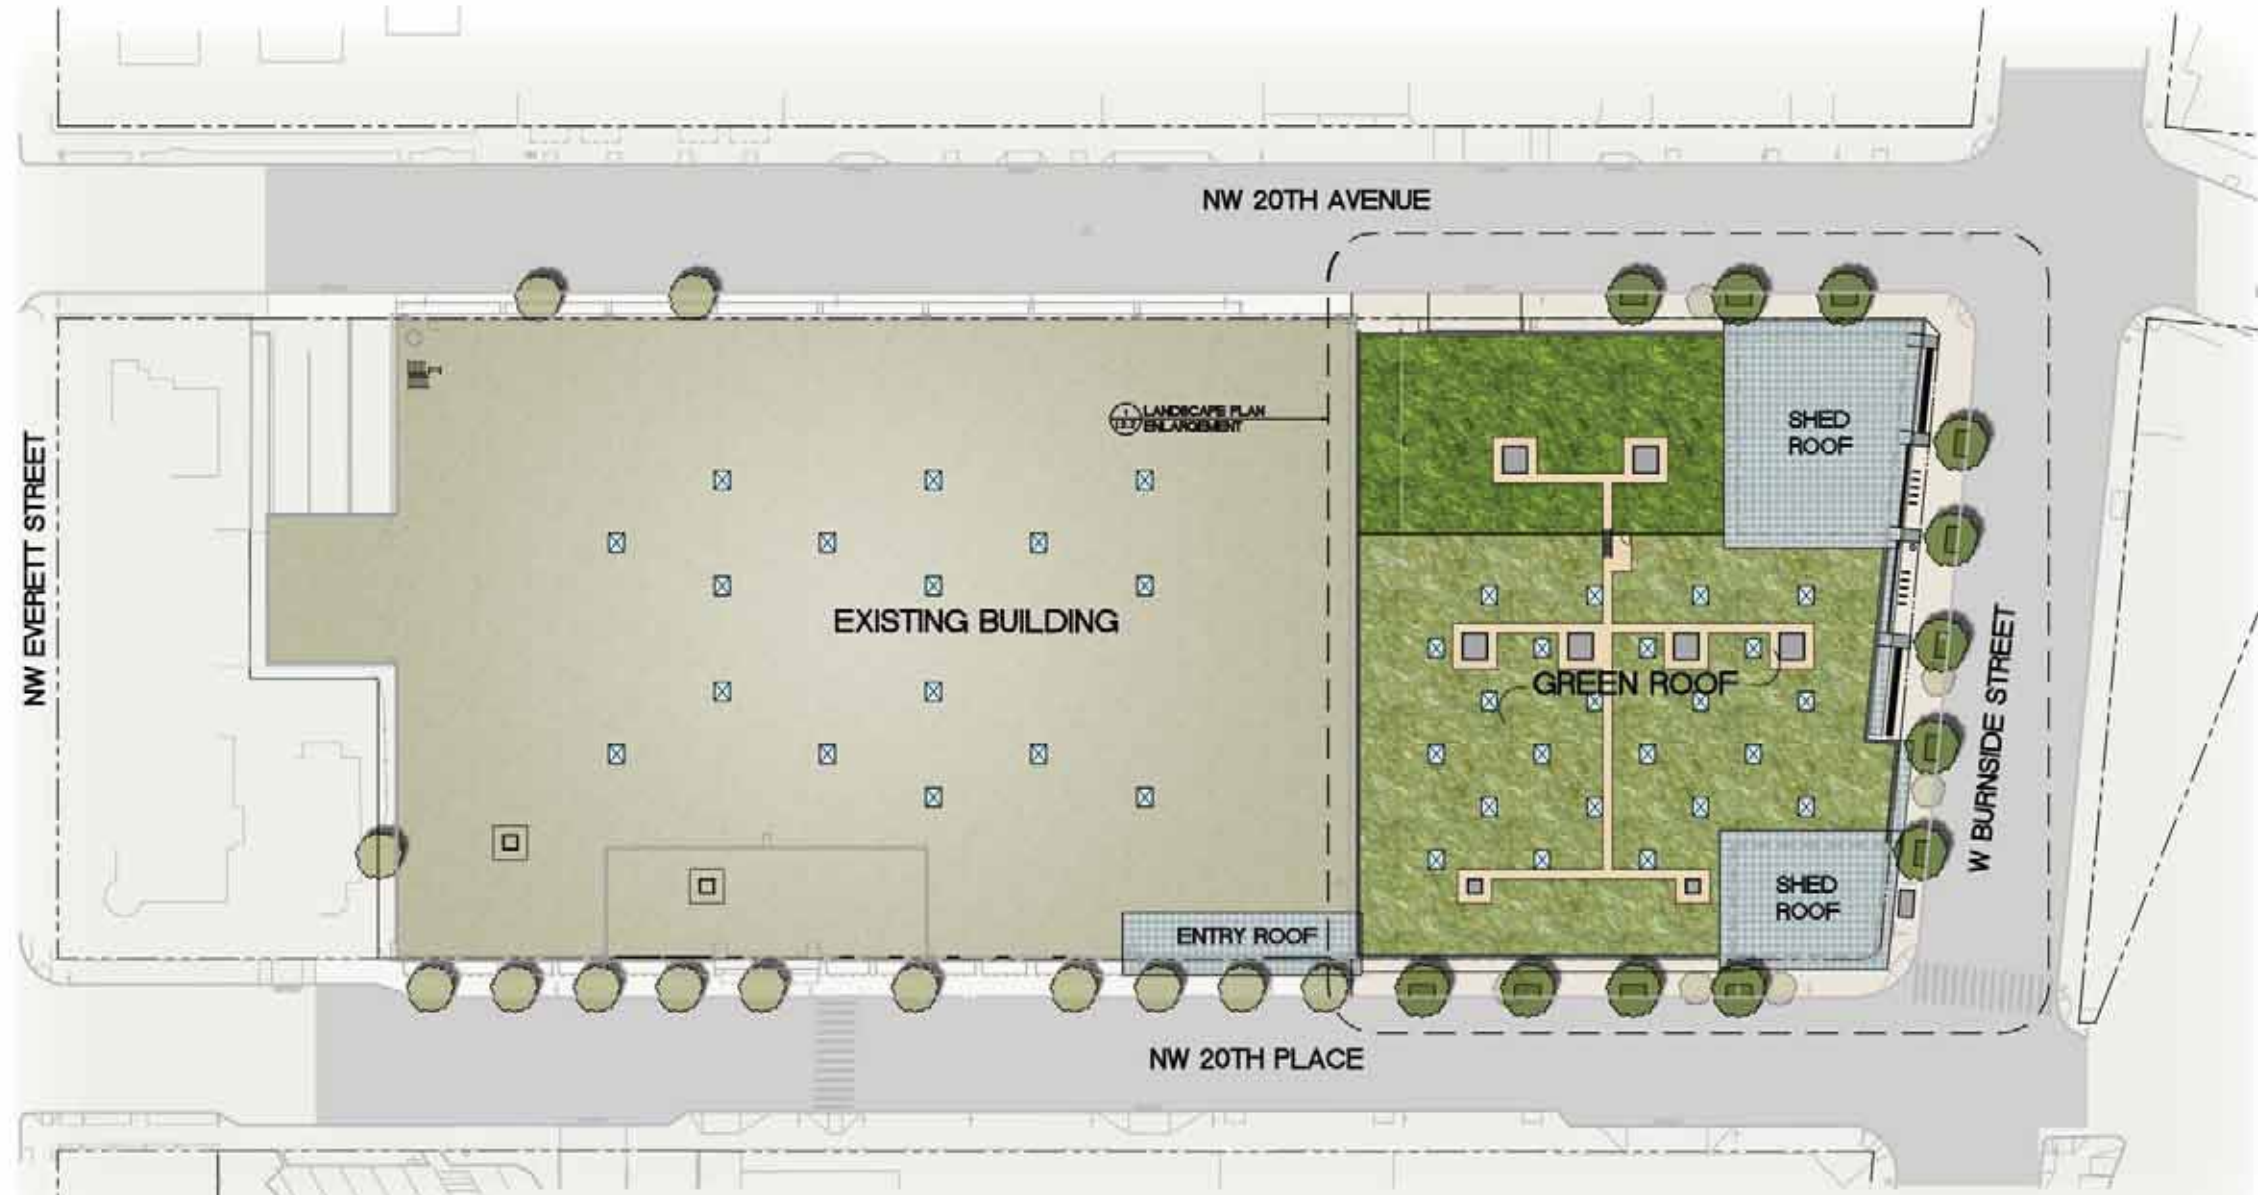 NW 20TH AVENUE
LANDSCAPE PLAN
ENLARGEMENT
SHED
ROOF
NW EVERETT STREET
EXISTING BUILDING
GREEN ROOF
W BURNSIDE STREET
SHED
ROOF
ENTRY ROOF
NW 20TH PLACE